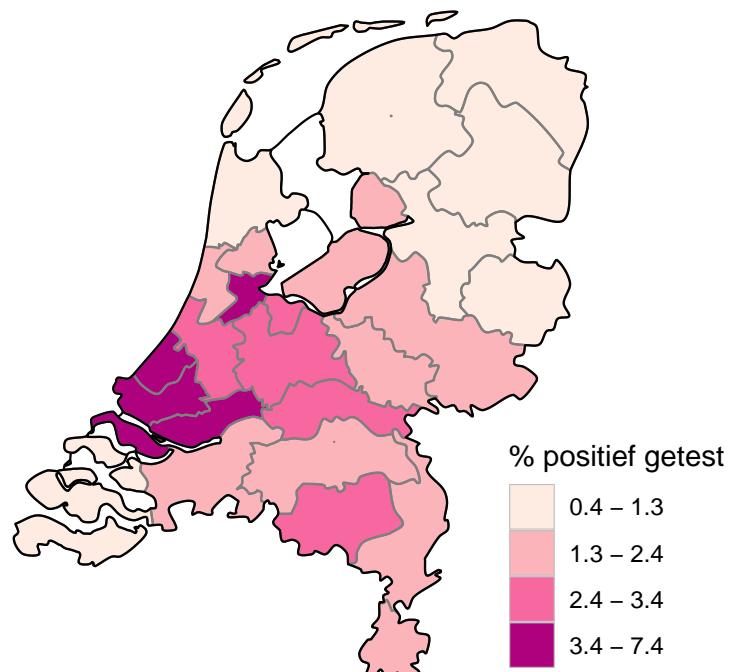 % positief getest
0.4 – 1.3
1.3 – 2.4
2.4 – 3.4
3.4 – 7.4